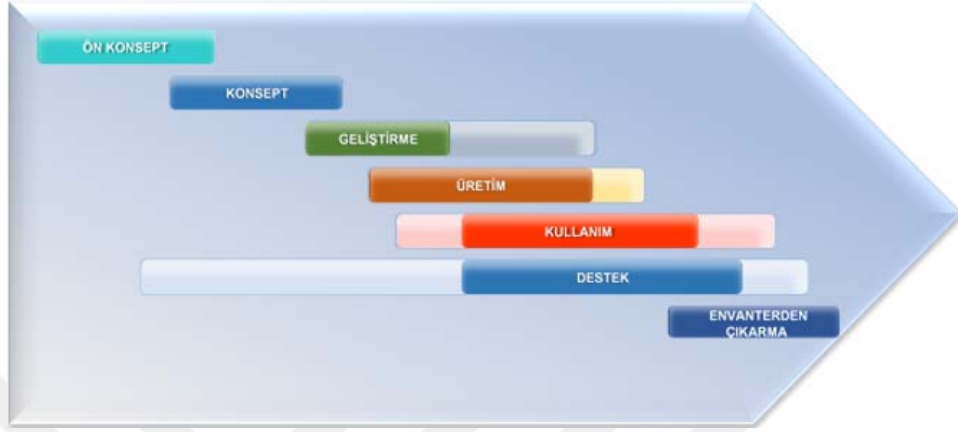 ÖN KONSEPT
KONSEPT
GELİŞTİRME
ÜRETİM
KULLANIM
DESTEK
ENVANTERDEN
ÇIKARMA